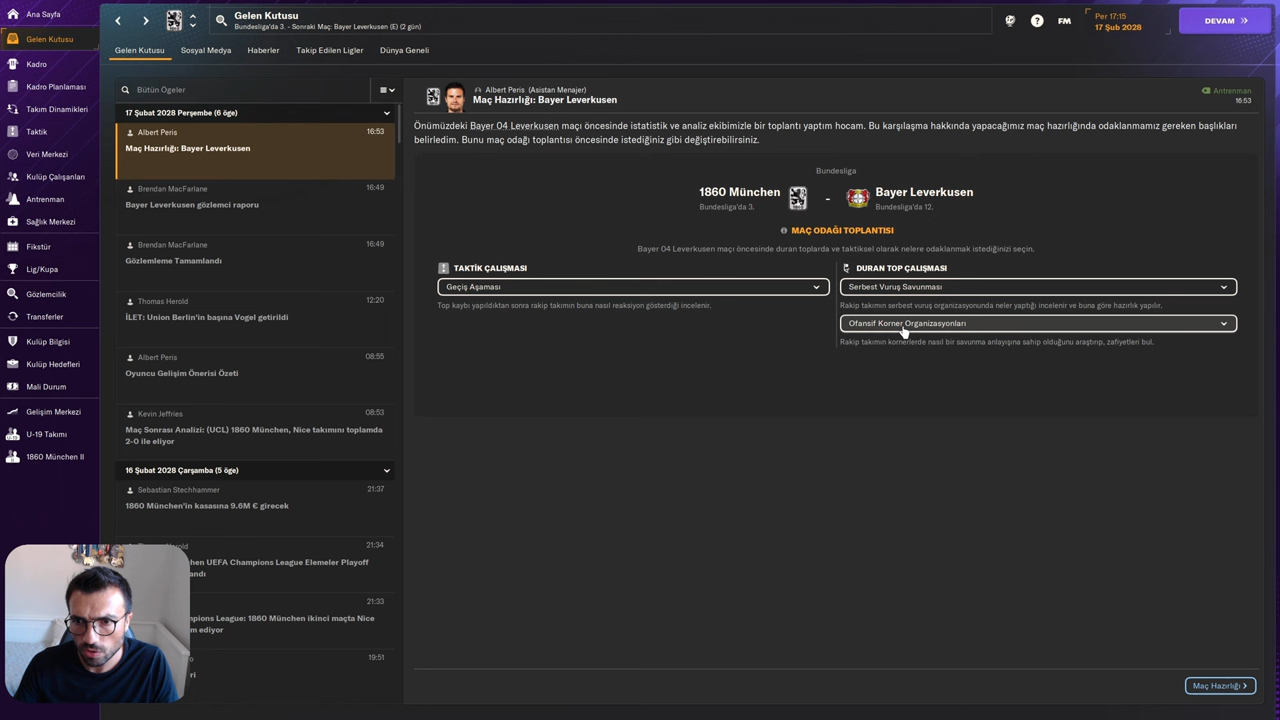 Ana Sayfa
Gelen Kutusu
Kadro
Kadro Planlaması
Takım Dinamikleri
Taktik
Veri Merkezi
Kulüp Çalışanları
Antrenman
Sağlık Merkezi
Fikstür
Lig/Kupa
Gözlemcilik
Transferler
Kulüp Bilgisi
Kulüp Hedefleri
Mali Durum
Gelişim Merkezi
U-19 Takımı
1860 München II
Gelen Kutusu
Bundesliga'da 3. - Sonraki Maç: Bayer Leverkusen (E) (2 gün)
FM
Per 17:15
17 Şub 2028
DEVAM
Gelen Kutusu
Sosyal Medya
Haberler
Takip Edilen Ligler
Dünya Geneli
Bütün Ögeler
17 Şubat 2028 Perşembe (6 öge)
Albert Peris 16:53
Maç Hazırlığı: Bayer Leverkusen
Brendan MacFarlane 16:49
Bayer Leverkusen gözlemci raporu
Brendan MacFarlane 16:49
Gözlemleme Tamamlandı
Thomas Herold 12:20
İLET: Union Berlin'in başına Vogel getirildi
Albert Peris 08:55
Oyuncu Gelişim Önerisi Özeti
Kevin Jeffries 08:53
Maç Sonrası Analizi: (UCL) 1860 München, Nice takımını toplamda
2-0 ile eliyor
16 Şubat 2028 Çarşamba (5 öge)
Sebastian Stechhammer 21:37
1860 München'in kasasına 9.6M € girecek
21:34
hen UEFA Champions League Elemeler Playoff
andı
21:33
mpions League: 1860 München ikinci maçta Nice
m ediyor
19:51
Albert Peris (Asistan Menajer)
Maç Hazırlığı: Bayer Leverkusen
Antrenman
16:53
Önümüzdeki Bayer 04 Leverkusen maçı öncesinde istatistik ve analiz ekibimizle bir toplantı yaptım hocam. Bu karşılaşma hakkında yapacağımız maç hazırlığında odaklanmamız gereken başlıkları
belirledim. Bunu maç odağı toplantısı öncesinde istediğiniz gibi değiştirebilirsiniz.
Bundesliga
1860 München - Bayer Leverkusen
Bundesliga'da 3. Bundesliga'da 12.
MAÇ ODAĞI TOPLANTISI
Bayer 04 Leverkusen maçı öncesinde duran toplarda ve taktiksel olarak nelere odaklanmak istediğinizi seçin.
TAKTİK ÇALIŞMASI
Geçiş Aşaması
Top kaybı yapıldıktan sonra rakip takımın buna nasıl reaksiyon gösterdiği incelenir.
DURAN TOP ÇALIŞMASI
Serbest Vuruş Savunması
Rakip takımın serbest vuruş organizasyonunda neler yaptığı incelenir ve buna göre hazırlık yapılır.
Ofansif Korner Organizasyonları
Rakip takımın kornerlerde nasıl bir savunma anlayışına sahip olduğunu araştırıp, zafiyetleri bul.
Maç Hazırlığı